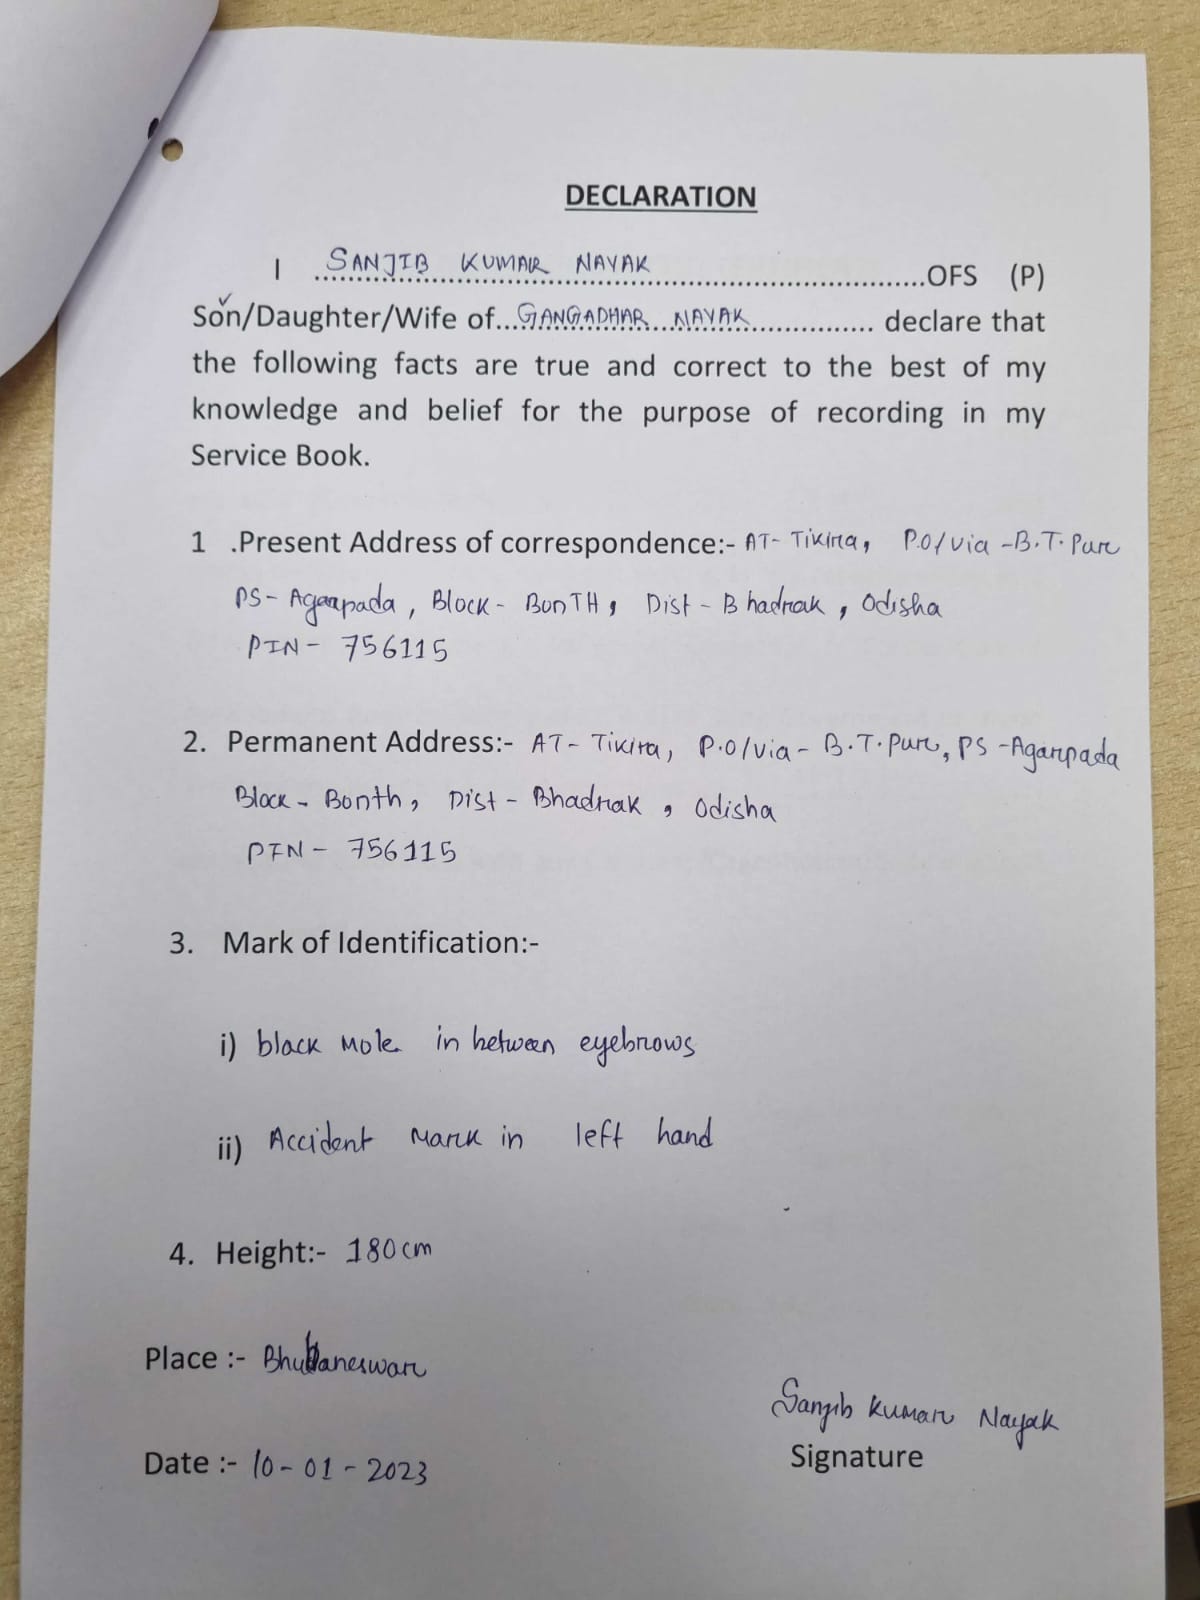 DECLARATION
I SANJIB KUMAR NAYAK OFS (P)
Son/Daughter/Wife of...GANGADHAR NAYAK............... declare that
the following facts are true and correct to the best of my
knowledge and belief for the purpose of recording in my
Service Book.
1 .Present Address of correspondence:- AT- Tikira, P.O/via -B.T. Pur
PS- Agarpada, Block- BonTH, Dist - Bhadrak, Odisha
PIN- 756115
2. Permanent Address:- AT- Tikira, P.O/via - B.T. Pur, PS -Agarpada
Block - Bonth, Dist - Bhadrak, Odisha
PIN - 756115
3. Mark of Identification:-
i) black Mole in between eyebrows
ii) Accident Mark in left hand
4. Height:- 180cm
Place :- Bhubaneswar
Sanjib Kumar Nayak
Signature
Date :- 10-01-2023